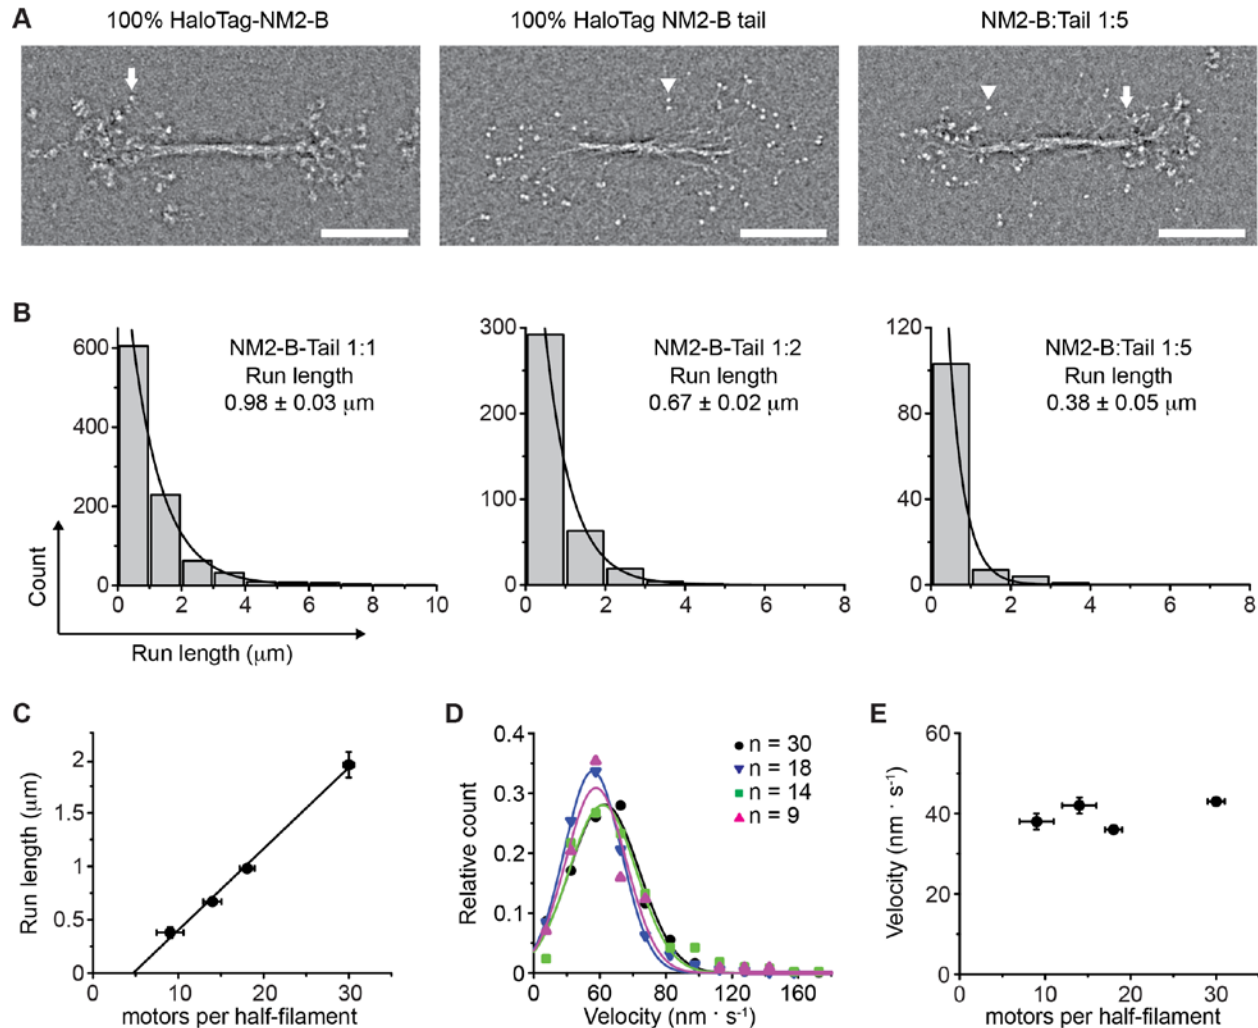 A
100% HaloTag-NM2-B
100% HaloTag NM2-B tail
NM2-B:Tail 1:5
B
600
400
200
0
0 2 4 6 8 10
NM2-B-Tail 1:1
Run length
0.98 ± 0.03 μm
Count
Run length (μm)
300
200
100
0
0 2 4 6 8
NM2-B-Tail 1:2
Run length
0.67 ± 0.02 μm
120
80
40
0
0 2 4 6 8
NM2-B:Tail 1:5
Run length
0.38 ± 0.05 μm
C
Run length (μm)
2
1.5
1
0.5
0
0 10 20 30
motors per half-filament
D
Relative count
0.4
0.3
0.2
0.1
0
0 60 80 120 160
Velocity (nm · s⁻¹)
n = 30
n = 18
n = 14
n = 9
E
Velocity (nm · s⁻¹)
60
40
20
0
0 10 20 30
motors per half-filament